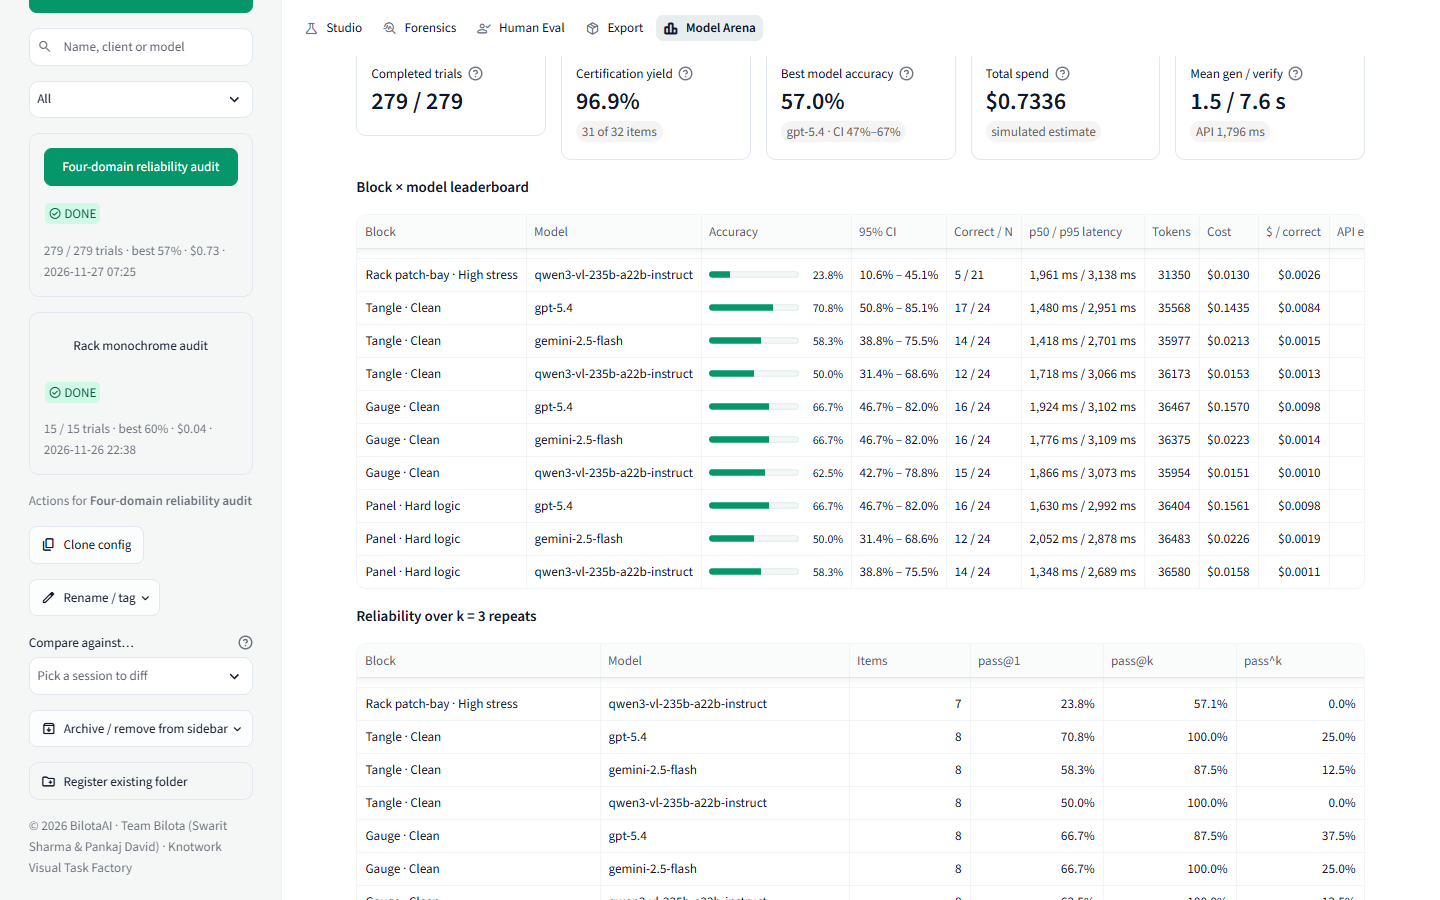 Studio
Forensics
Human Eval
Export
Model Arena
Name, client or model
All
Four-domain reliability audit
DONE
279 / 279 trials · best 57% · $0.73 ·
2026-11-27 07:25
Rack monochrome audit
DONE
15 / 15 trials · best 60% · $0.04 ·
2026-11-26 22:38
Actions for Four-domain reliability audit
Clone config
Rename / tag
Compare against…
Pick a session to diff
Archive / remove from sidebar
Register existing folder
© 2026 BilotaAI · Team Bilota (Swarit
Sharma & Pankaj David) · Knotwork
Visual Task Factory
Completed trials
279 / 279
Certification yield
96.9%
31 of 32 items
Best model accuracy
57.0%
gpt-5.4 · CI 47%–67%
Total spend
$0.7336
simulated estimate
Mean gen / verify
1.5 / 7.6 s
API 1,796 ms
Block × model leaderboard
Block Model Accuracy 95% CI Correct / N p50 / p95 latency Tokens Cost $ / correct API e
Rack patch-bay · High stress qwen3-vl-235b-a22b-instruct 23.8% 10.6% – 45.1% 5 / 21 1,961 ms / 3,138 ms 31350 $0.0130 $0.0026
Tangle · Clean gpt-5.4 70.8% 50.8% – 85.1% 17 / 24 1,480 ms / 2,951 ms 35568 $0.1435 $0.0084
Tangle · Clean gemini-2.5-flash 58.3% 38.8% – 75.5% 14 / 24 1,418 ms / 2,701 ms 35977 $0.0213 $0.0015
Tangle · Clean qwen3-vl-235b-a22b-instruct 50.0% 31.4% – 68.6% 12 / 24 1,718 ms / 3,066 ms 36173 $0.0153 $0.0013
Gauge · Clean gpt-5.4 66.7% 46.7% – 82.0% 16 / 24 1,924 ms / 3,102 ms 36467 $0.1570 $0.0098
Gauge · Clean gemini-2.5-flash 66.7% 46.7% – 82.0% 16 / 24 1,776 ms / 3,109 ms 36375 $0.0223 $0.0014
Gauge · Clean qwen3-vl-235b-a22b-instruct 62.5% 42.7% – 78.8% 15 / 24 1,866 ms / 3,073 ms 35954 $0.0151 $0.0010
Panel · Hard logic gpt-5.4 66.7% 46.7% – 82.0% 16 / 24 1,630 ms / 2,992 ms 36404 $0.1561 $0.0098
Panel · Hard logic gemini-2.5-flash 50.0% 31.4% – 68.6% 12 / 24 2,052 ms / 2,878 ms 36483 $0.0226 $0.0019
Panel · Hard logic qwen3-vl-235b-a22b-instruct 58.3% 38.8% – 75.5% 14 / 24 1,348 ms / 2,689 ms 36580 $0.0158 $0.0011
Reliability over k = 3 repeats
Block Model Items pass@1 pass@k pass^k
Rack patch-bay · High stress qwen3-vl-235b-a22b-instruct 7 23.8% 57.1% 0.0%
Tangle · Clean gpt-5.4 8 70.8% 100.0% 25.0%
Tangle · Clean gemini-2.5-flash 8 58.3% 87.5% 12.5%
Tangle · Clean qwen3-vl-235b-a22b-instruct 8 50.0% 100.0% 0.0%
Gauge · Clean gpt-5.4 8 66.7% 87.5% 37.5%
Gauge · Clean gemini-2.5-flash 8 66.7% 100.0% 25.0%